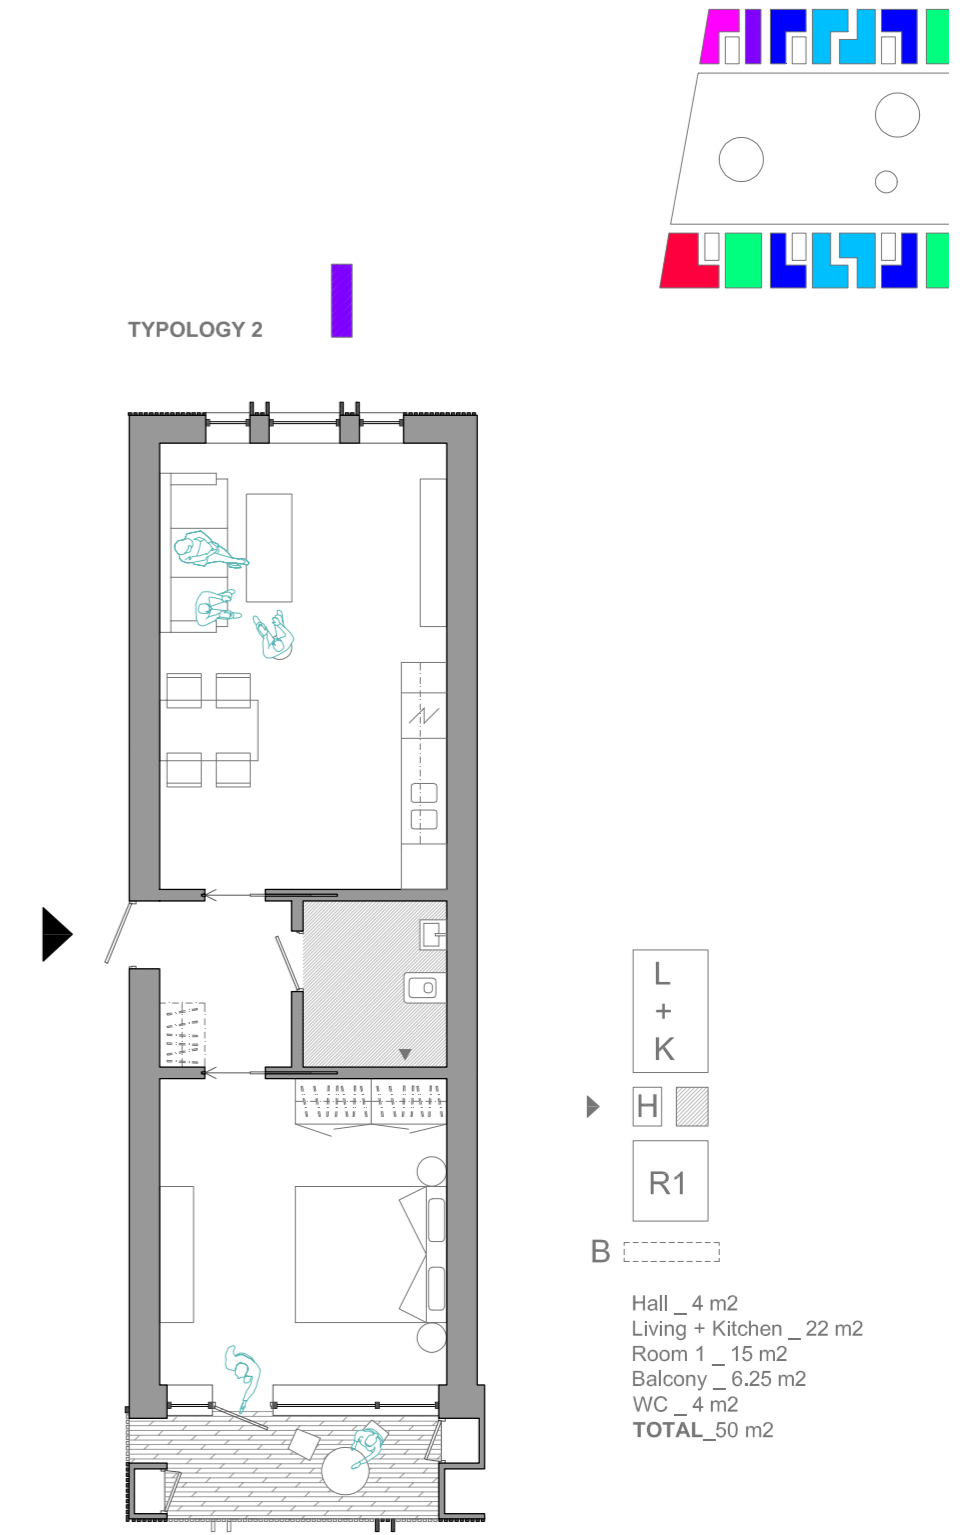 TYPOLOGY 2
L
+
K
H
R1
B
Hall _ 4 m2
Living + Kitchen _ 22 m2
Room 1 _ 15 m2
Balcony _ 6.25 m2
WC _ 4 m2
TOTAL_50 m2